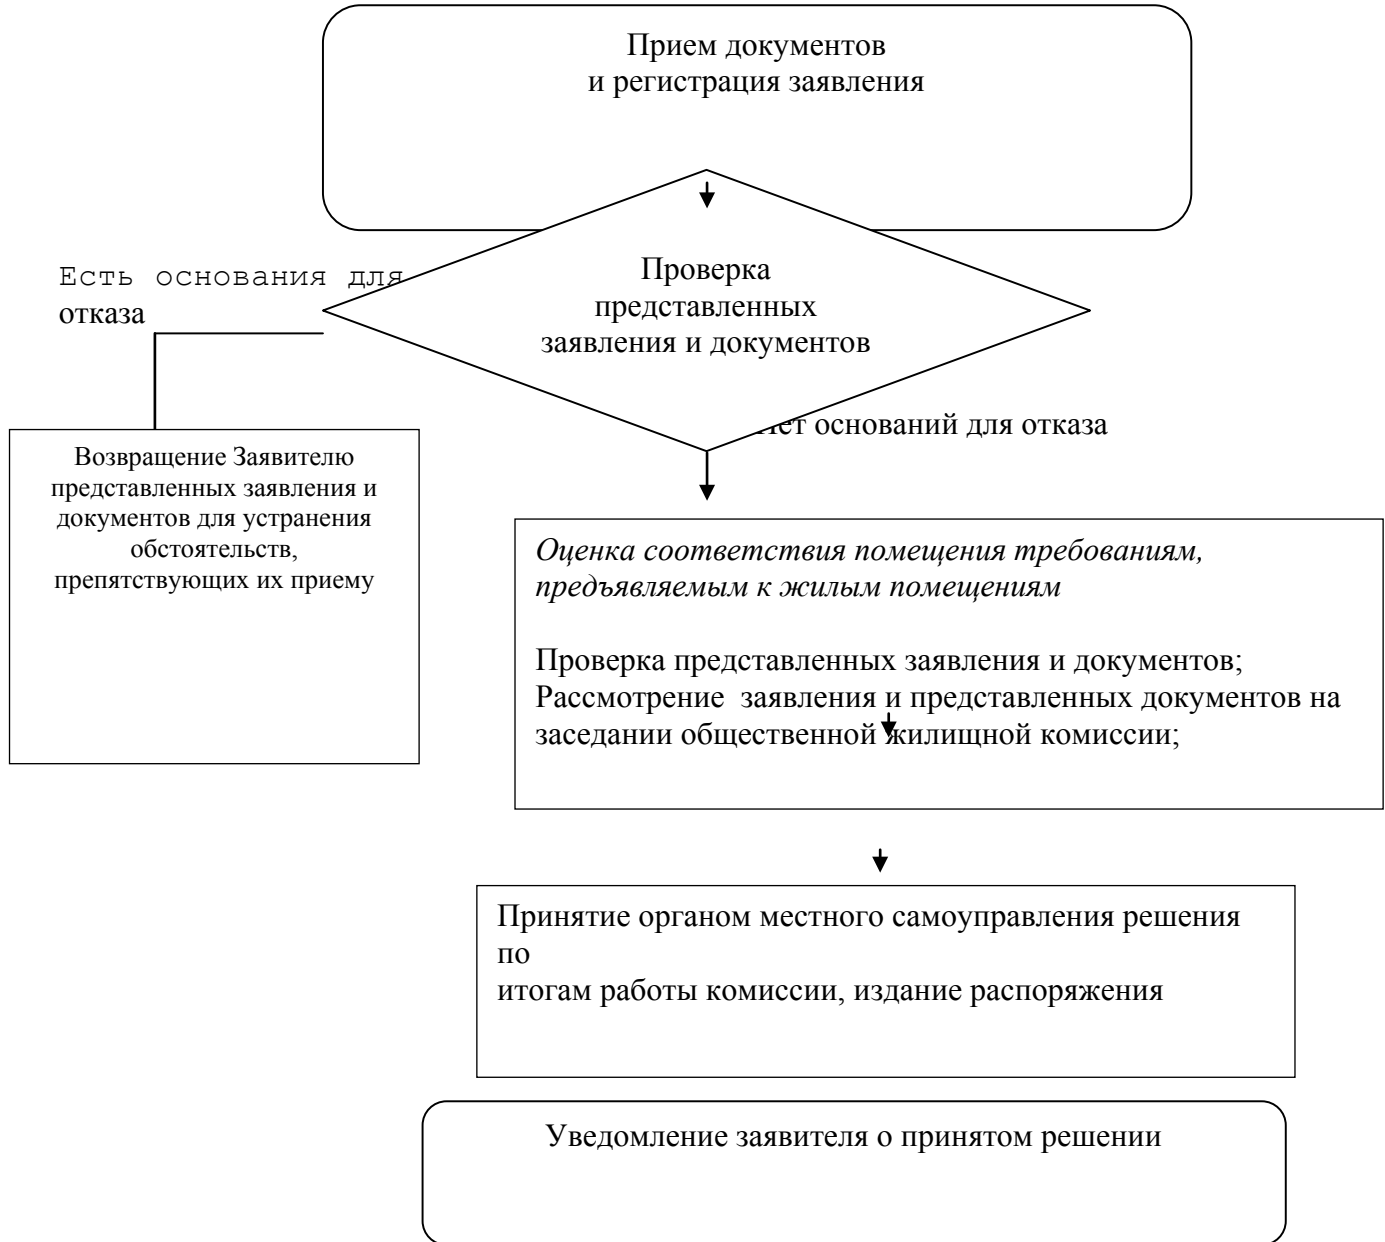 Прием документов
и регистрация заявления
Есть основания для
отказа
Проверка
представленных
заявления и документов
Нет оснований для отказа
Возвращение Заявителю
представленных заявления и
документов для устранения
обстоятельств,
препятствующих их приему
Оценка соответствия помещения требованиям,
предъявляемым к жилым помещениям
Проверка представленных заявления и документов;
Рассмотрение заявления и представленных документов на
заседании общественной жилищной комиссии;
Принятие органом местного самоуправления решения
по
итогам работы комиссии, издание распоряжения
Уведомление заявителя о принятом решении